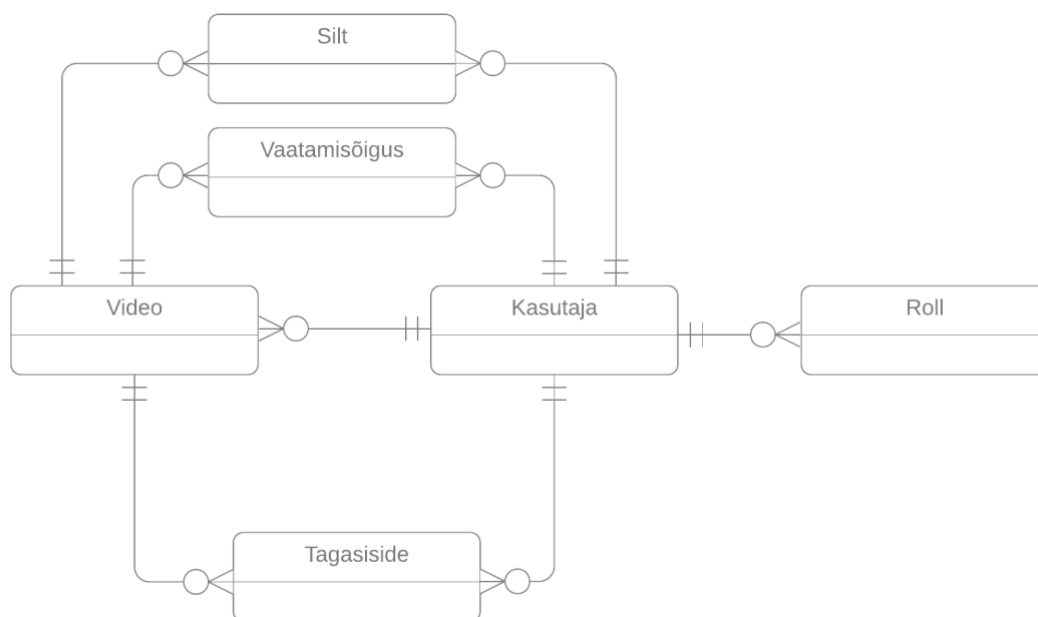 Silt
Vaatamisõigus
Video
Kasutaja
Roll
Tagasiside